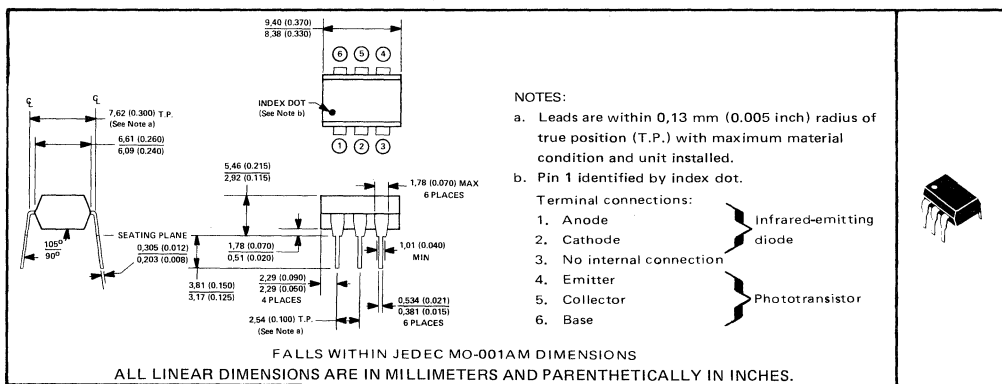 9,40 (0.370)
8,38 (0.330)
6 5 4
INDEX DOT
(See Note b)
1 2 3
℄ ℄
7,62 (0.300) T.P.
(See Note a)
6,61 (0.260)
6,09 (0.240)
105°
90°
SEATING PLANE
0,305 (0.012)
0,203 (0.008)
5,46 (0.215)
2,92 (0.115)
1,78 (0.070) MAX
6 PLACES
1,78 (0.070)
0,51 (0.020)
1,01 (0.040)
MIN
3,81 (0.150)
3,17 (0.125)
2,29 (0.090)
2,29 (0.050)
4 PLACES
0,534 (0.021)
0,381 (0.015)
6 PLACES
2,54 (0.100) T.P.
(See Note a)
NOTES:
a. Leads are within 0,13 mm (0.005 inch) radius of
true position (T.P.) with maximum material
condition and unit installed.
b. Pin 1 identified by index dot.
Terminal connections:
1. Anode
2. Cathode
Infrared-emitting
diode
3. No internal connection
4. Emitter
5. Collector
6. Base
Phototransistor
FALLS WITHIN JEDEC MO-001AM DIMENSIONS
ALL LINEAR DIMENSIONS ARE IN MILLIMETERS AND PARENTHETICALLY IN INCHES.